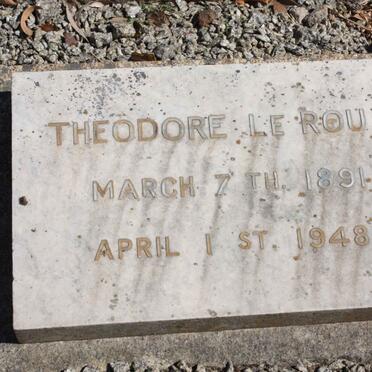 THEODORE LE ROU
MARCH 7 TH. 1891
APRIL 1 ST. 1948